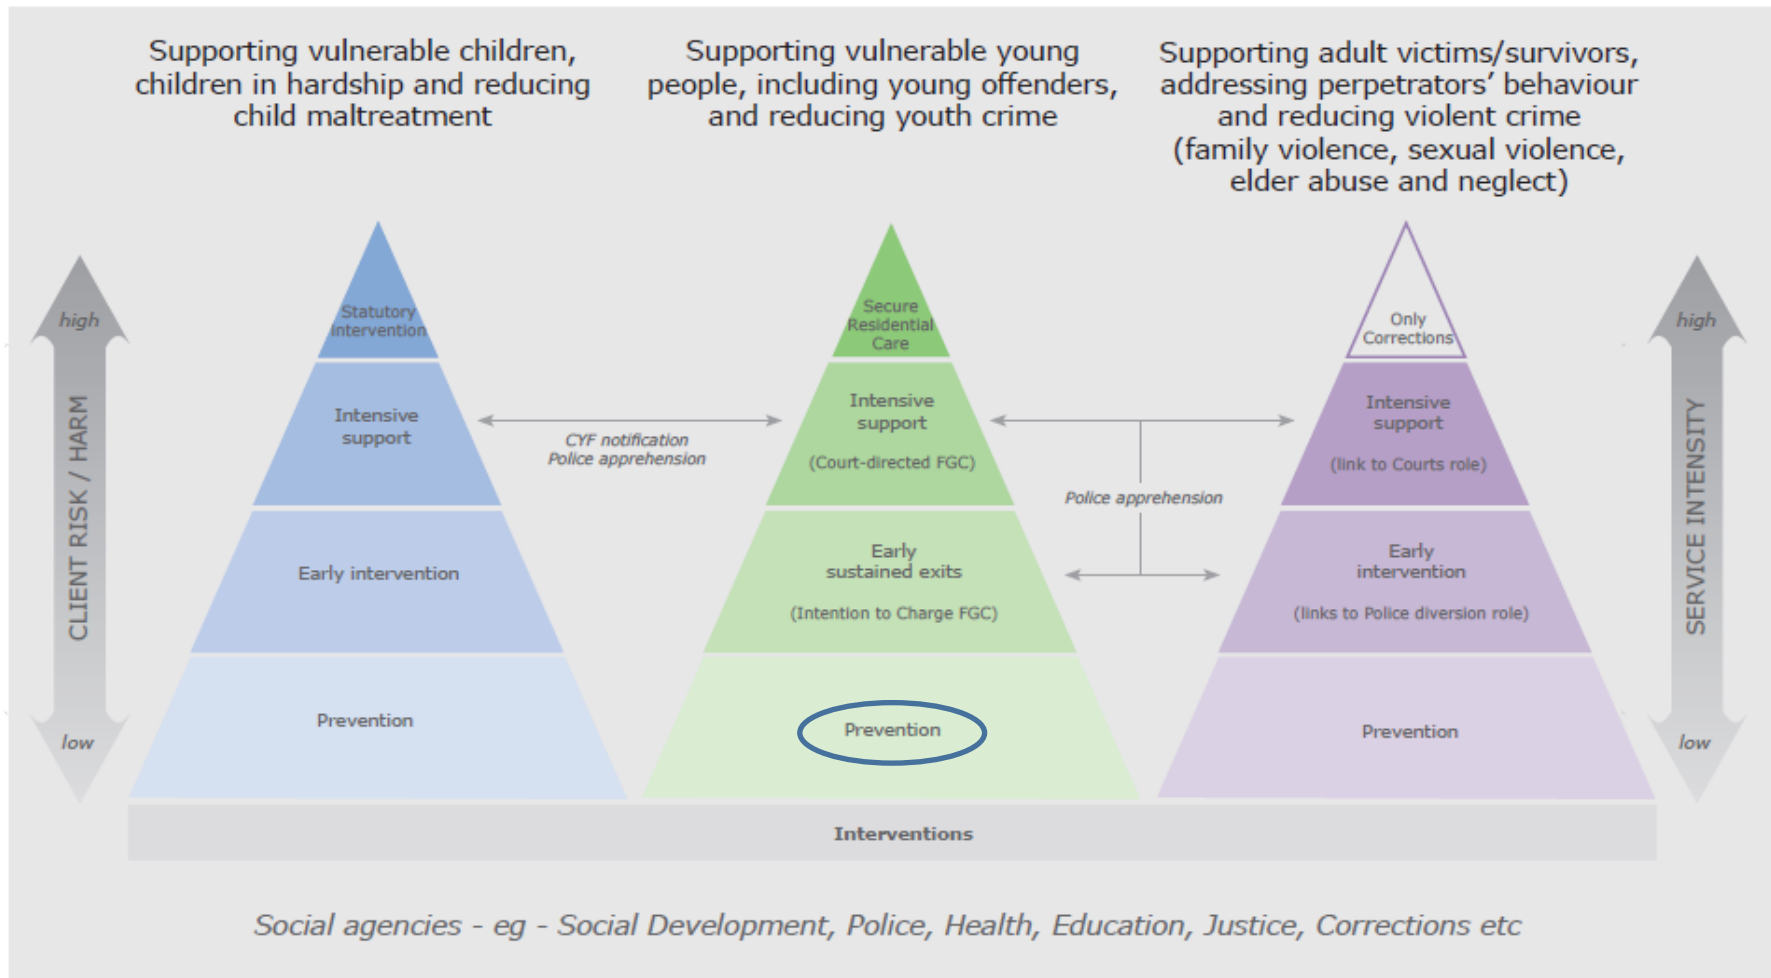 Supporting vulnerable children,
children in hardship and reducing
child maltreatment
Supporting vulnerable young
people, including young offenders,
and reducing youth crime
Supporting adult victims/survivors,
addressing perpetrators' behaviour
and reducing violent crime
(family violence, sexual violence,
elder abuse and neglect)
high
CLIENT RISK / HARM
low
Statutory
Intervention
Intensive
support
Early intervention
Prevention
CYF notification
Police apprehension
Secure
Residential
Care
Intensive
support
(Court-directed FGC)
Early
sustained exits
(Intention to Charge FGC)
Prevention
Police apprehension
Only
Corrections
Intensive
support
(link to Courts role)
Early
intervention
(links to Police diversion role)
Prevention
high
SERVICE INTENSITY
low
Interventions
Social agencies - eg - Social Development, Police, Health, Education, Justice, Corrections etc